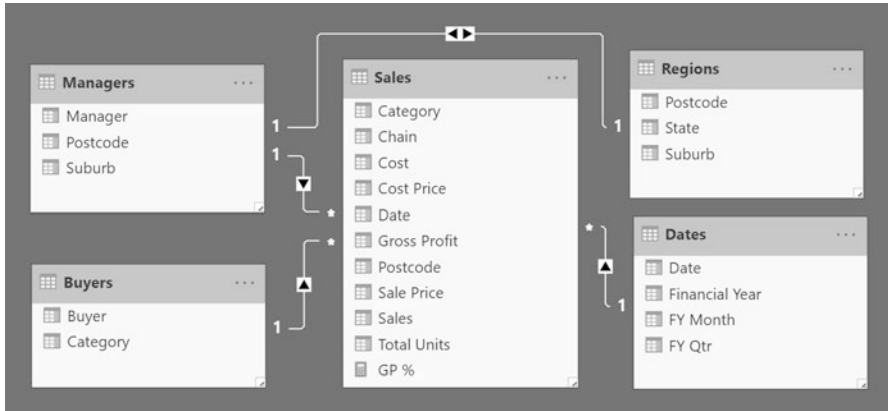 Managers
Manager
Postcode
Suburb
1
1
*
Buyers
Buyer
Category
1
*
Sales
Category
Chain
Cost
Cost Price
Date
Gross Profit
Postcode
Sale Price
Sales
Total Units
GP %
Regions
Postcode
State
Suburb
1
*
1
Dates
Date
Financial Year
FY Month
FY Qtr